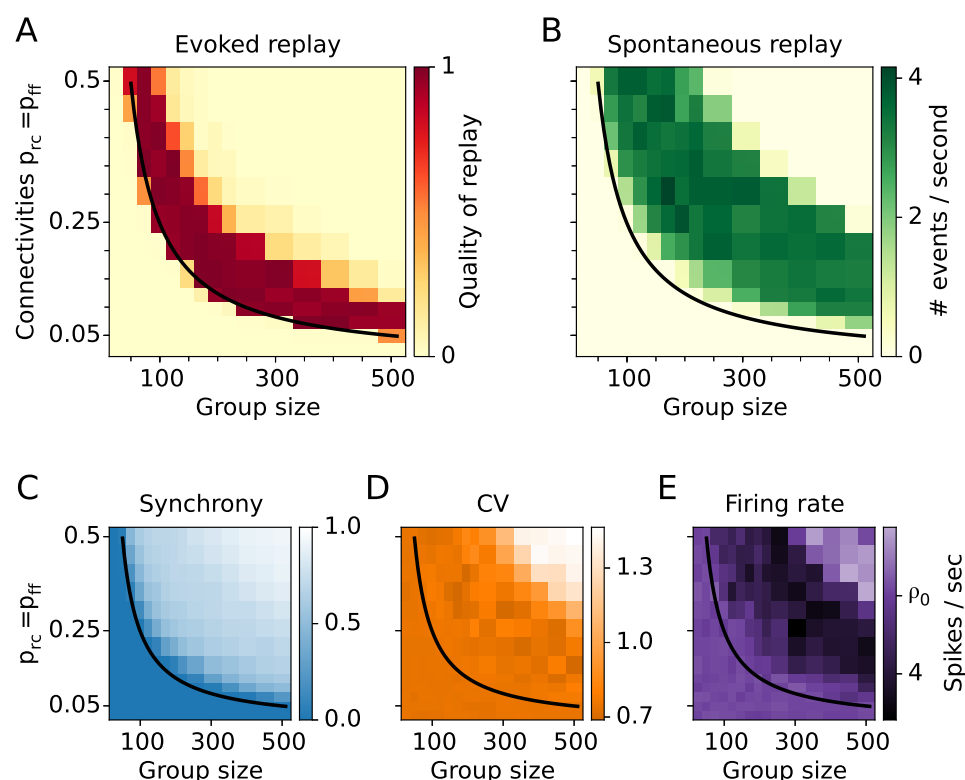 A
Evoked replay
Connectivities p_rc =p_ff
0.5
0.25
0.05
100 300 500
Group size
1
0
Quality of replay
B
Spontaneous replay
100 300 500
Group size
4
2
0
# events / second
C
Synchrony
p_rc =p_ff
0.5
0.25
0.05
100 300 500
Group size
1.0
0.5
0.0
D
CV
100 300 500
Group size
1.3
1.0
0.7
E
Firing rate
100 300 500
Group size
ρ₀
4
Spikes / sec